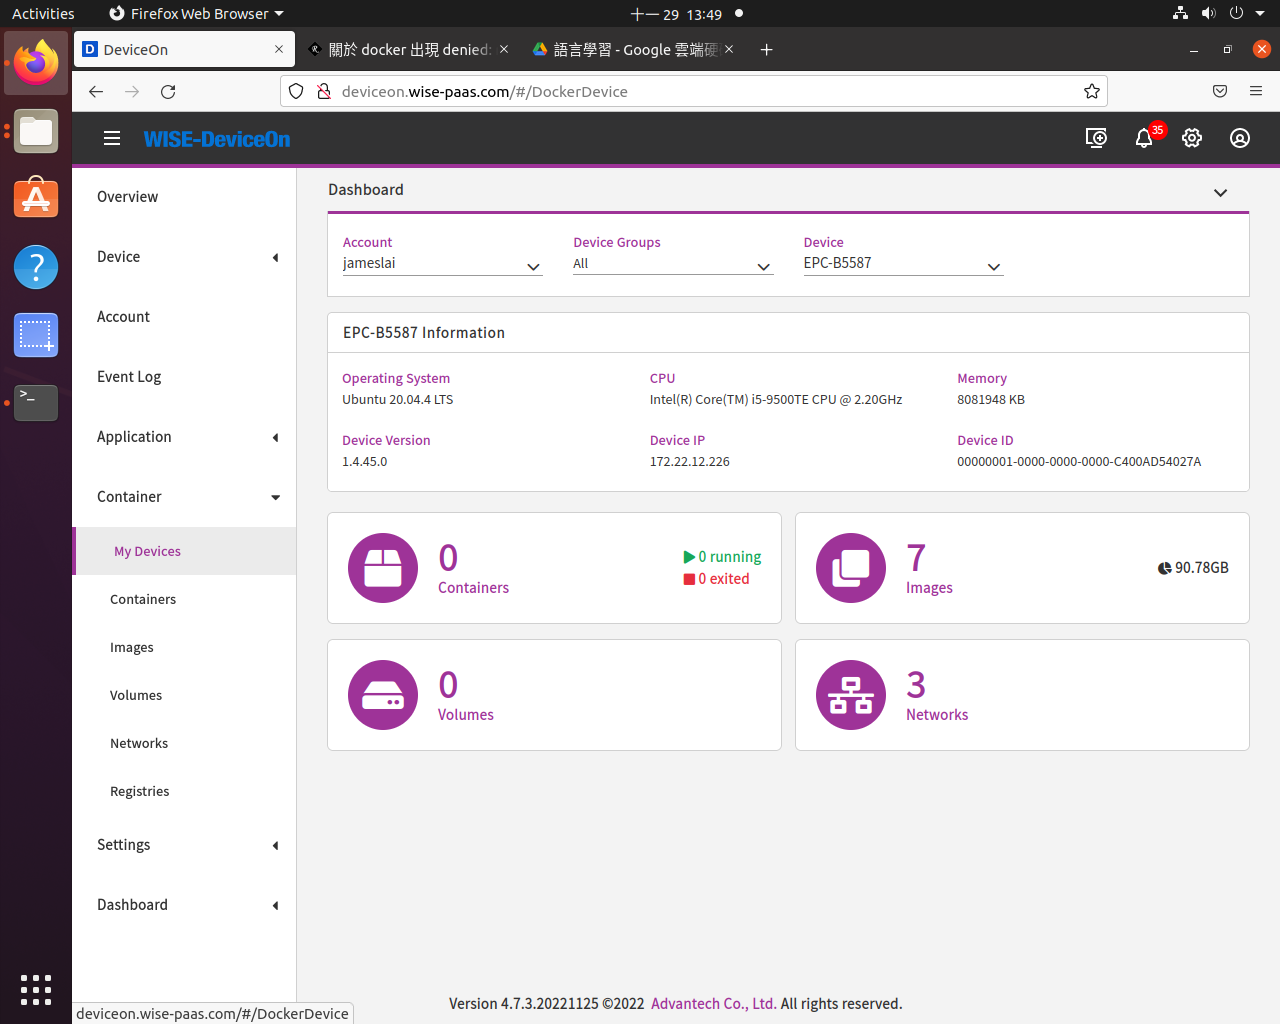 Activities
Firefox Web Browser
十一 29 13:49
DeviceOn
關於 docker 出現 denied:
語言學習 - Google 雲端硬
deviceon.wise-paas.com/#/DockerDevice
WISE-DeviceOn
35
Overview
Device
Account
Event Log
Application
Container
My Devices
Containers
Images
Volumes
Networks
Registries
Settings
Dashboard
Dashboard
Account
Device Groups
Device
jameslai
All
EPC-B5587
EPC-B5587 Information
Operating System
CPU
Memory
Ubuntu 20.04.4 LTS
Intel(R) Core(TM) i5-9500TE CPU @ 2.20GHz
8081948 KB
Device Version
Device IP
Device ID
1.4.45.0
172.22.12.226
00000001-0000-0000-0000-C400AD54027A
0
Containers
0 running
0 exited
7
Images
90.78GB
0
Volumes
3
Networks
Version 4.7.3.20221125 ©2022 Advantech Co., Ltd. All rights reserved.
deviceon.wise-paas.com/#/DockerDevice